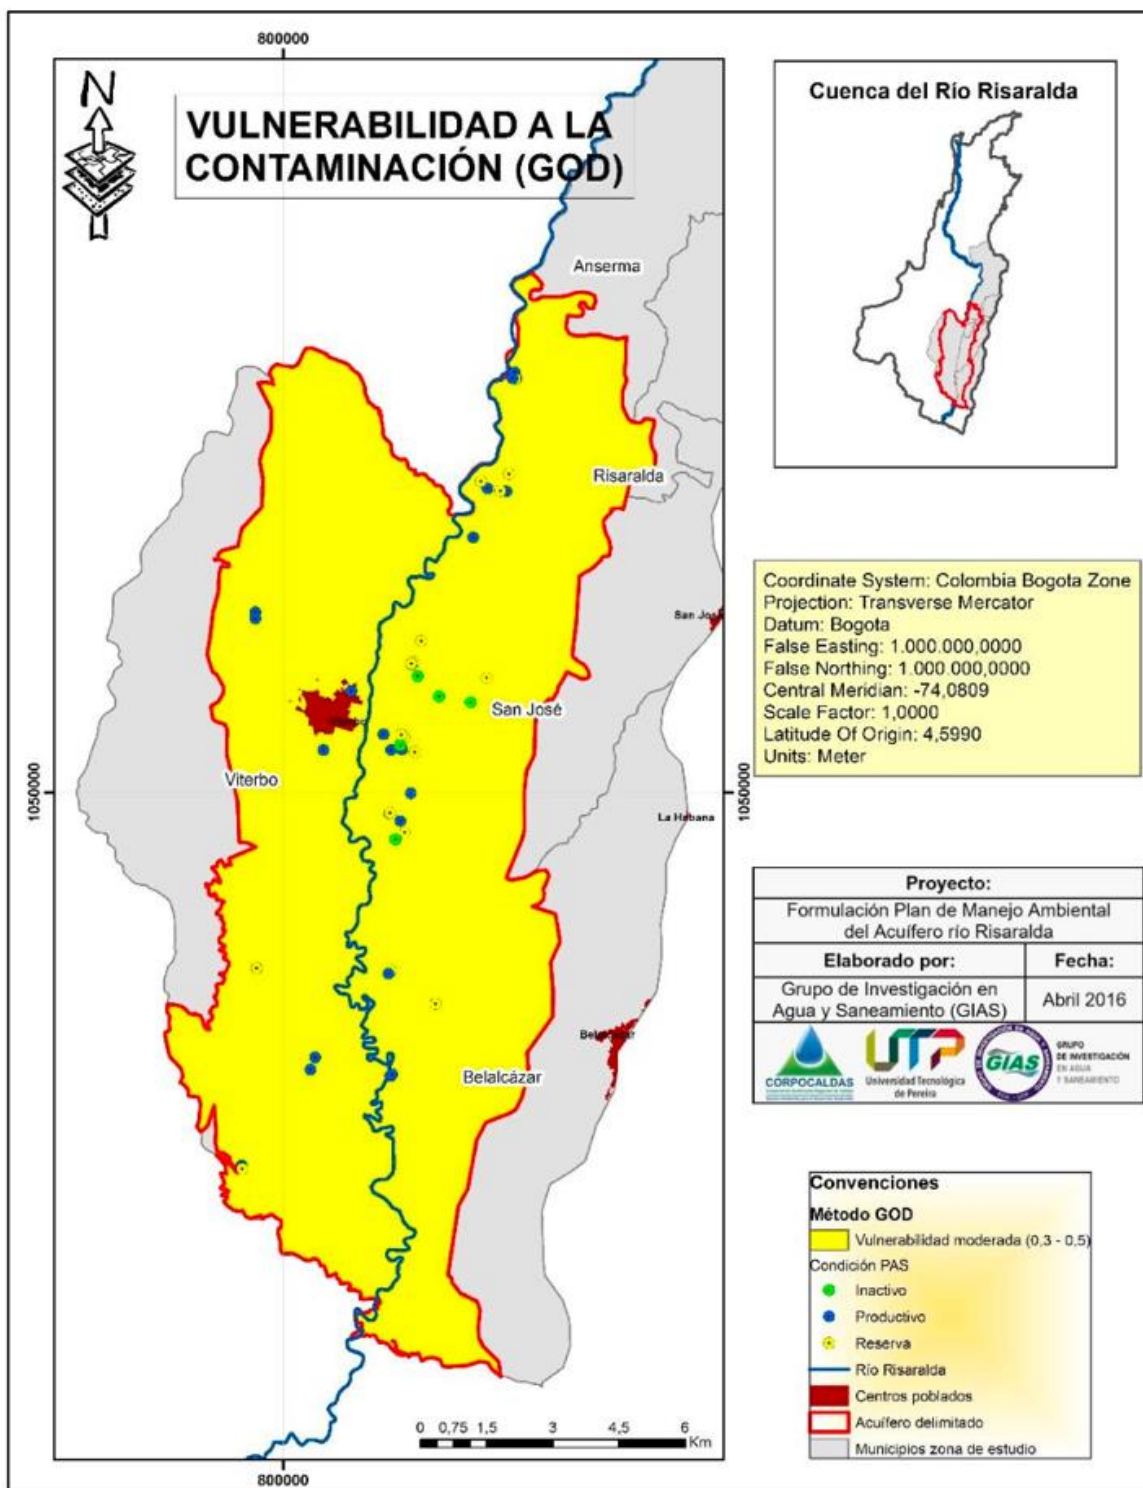 800000
N
VULNERABILIDAD A LA
CONTAMINACIÓN (GOD)
Anserma
Risaralda
San José
San José
Viterbo
1050000
1050000
La Habana
Belalcázar
800000
0 0,75 1,5 3 4,5 6
Km
Cuenca del Río Risaralda
Coordinate System: Colombia Bogota Zone
Projection: Transverse Mercator
Datum: Bogota
False Easting: 1.000.000,0000
False Northing: 1.000.000,0000
Central Meridian: -74,0809
Scale Factor: 1,0000
Latitude Of Origin: 4,5990
Units: Meter
Proyecto:
Formulación Plan de Manejo Ambiental
del Acuífero río Risaralda
Elaborado por: Fecha:
Grupo de Investigación en
Agua y Saneamiento (GIAS)
Abril 2016
CORPOCALDAS
UTP
Universidad Tecnológica
de Pereira
GIAS
GRUPO
DE INVESTIGACIÓN
EN AGUA
Y SANEAMIENTO
Convenciones
Método GOD
Vulnerabilidad moderada (0,3 - 0,5)
Condición PAS
Inactivo
Productivo
Reserva
Río Risaralda
Centros poblados
Acuífero delimitado
Municipios zona de estudio